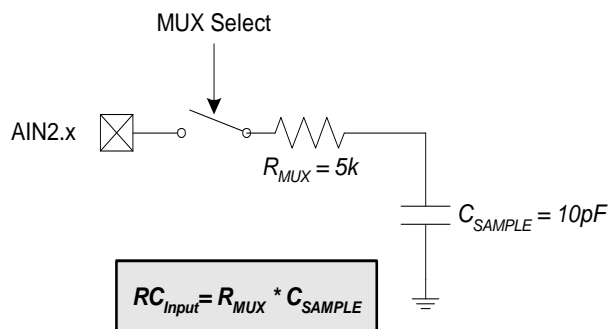 MUX Select
AIN2.x
R_MUX = 5k
C_SAMPLE = 10pF
RC_Input = R_MUX * C_SAMPLE